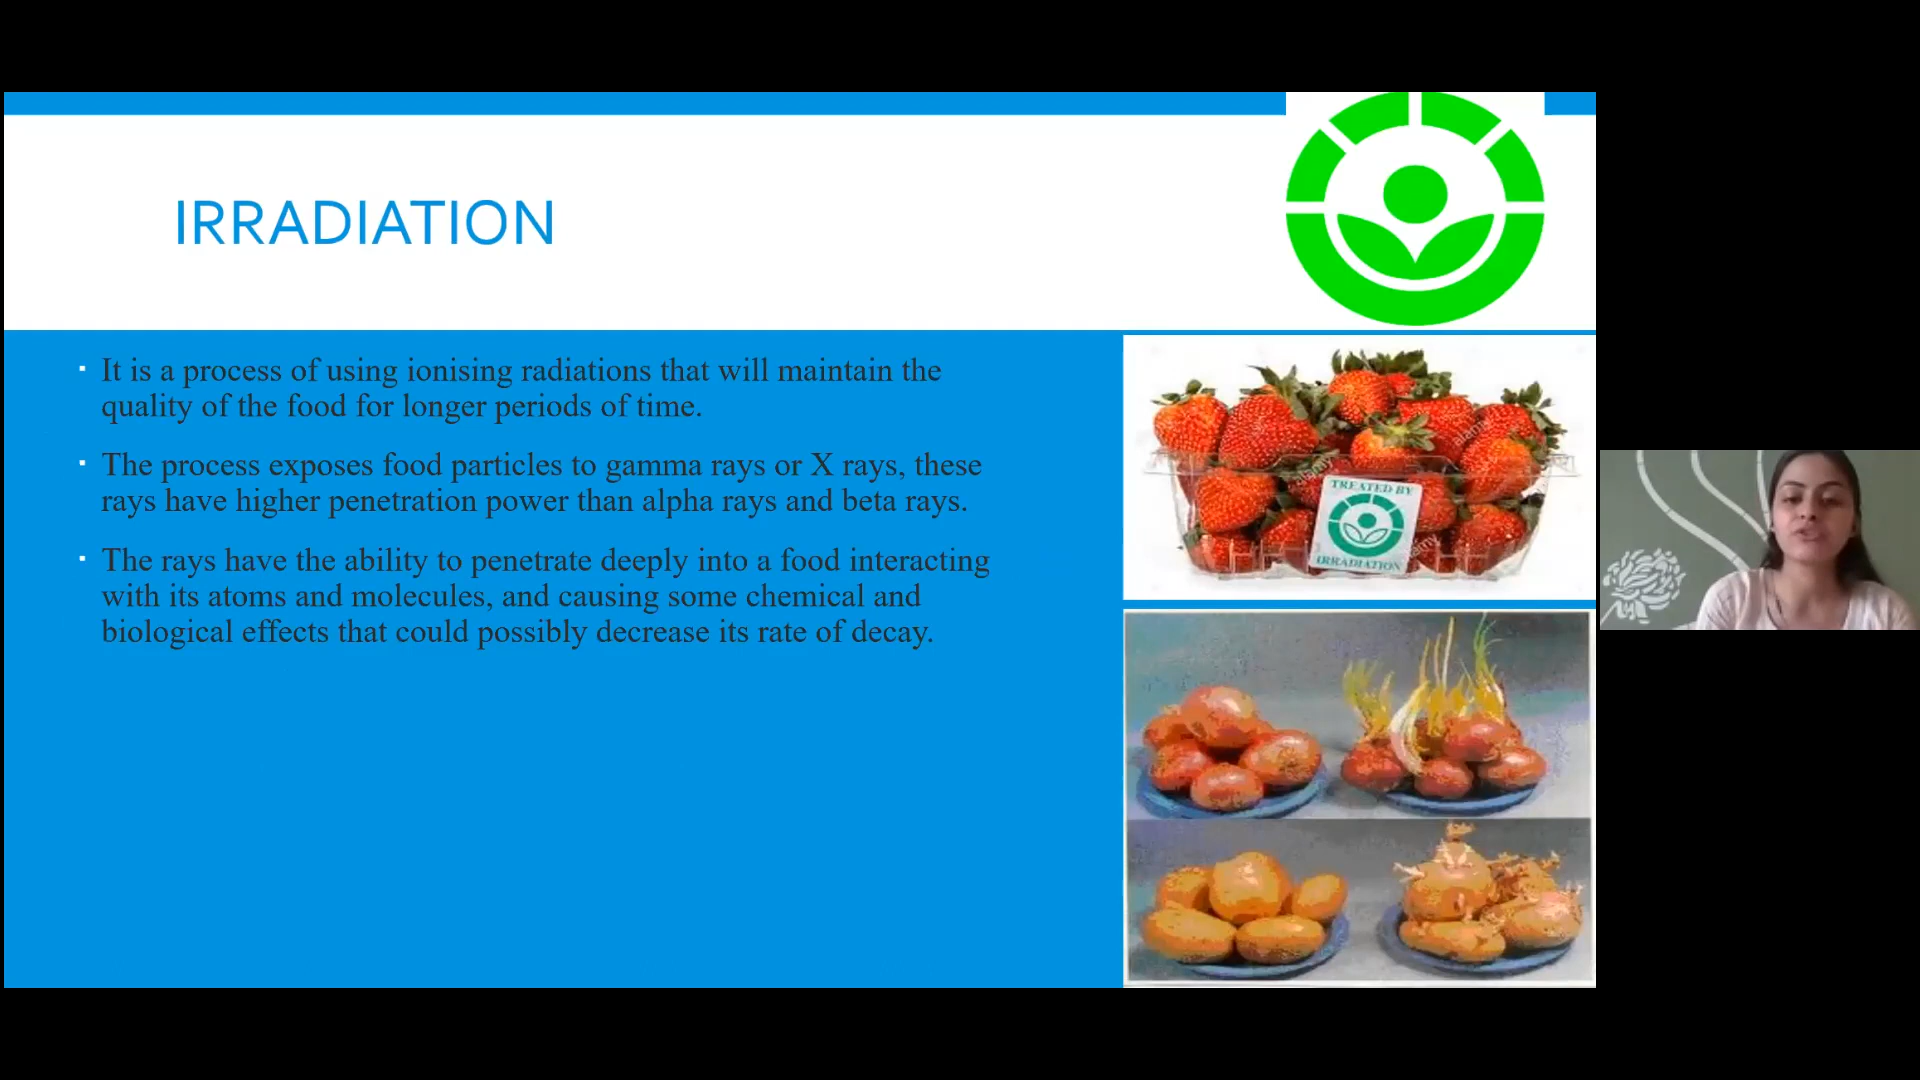 IRRADIATION
▪ It is a process of using ionising radiations that will maintain the
quality of the food for longer periods of time.
▪ The process exposes food particles to gamma rays or X rays, these
rays have higher penetration power than alpha rays and beta rays.
▪ The rays have the ability to penetrate deeply into a food interacting
with its atoms and molecules, and causing some chemical and
biological effects that could possibly decrease its rate of decay.
alamy
alamy
TREATED BY
IRRADIATION
alamy